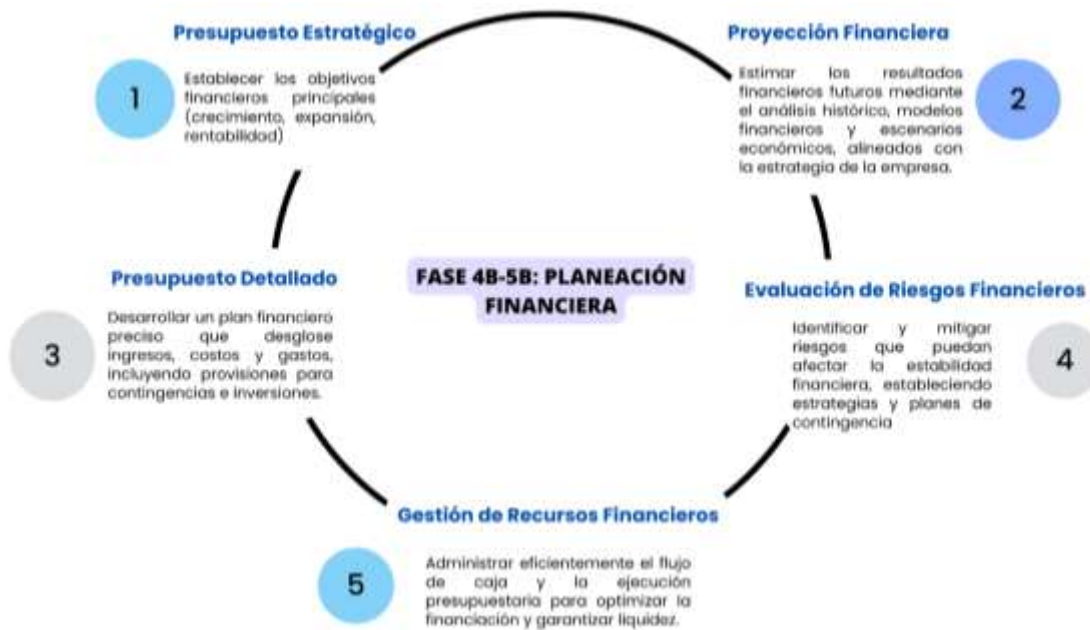 Presupuesto Estratégico
1
Establecer los objetivos
financieros principales
(crecimiento, expansión,
rentabilidad)
Proyección Financiera
Estimar los resultados
financieros futuros mediante
el análisis histórico, modelos
financieros y escenarios
económicos, alineados con
la estrategia de la empresa.
2
FASE 4B-5B: PLANEACIÓN
FINANCIERA
Presupuesto Detallado
3
Desarrollar un plan financiero
preciso que desglose
ingresos, costos y gastos,
incluyendo provisiones para
contingencias e inversiones.
Evaluación de Riesgos Financieros
Identificar y mitigar
riesgos que puedan
afectar la estabilidad
financiera, estableciendo
estrategias y planes de
contingencia
4
Gestión de Recursos Financieros
5
Administrar eficientemente el flujo
de caja y la ejecución
presupuestaria para optimizar la
financiación y garantizar liquidez.